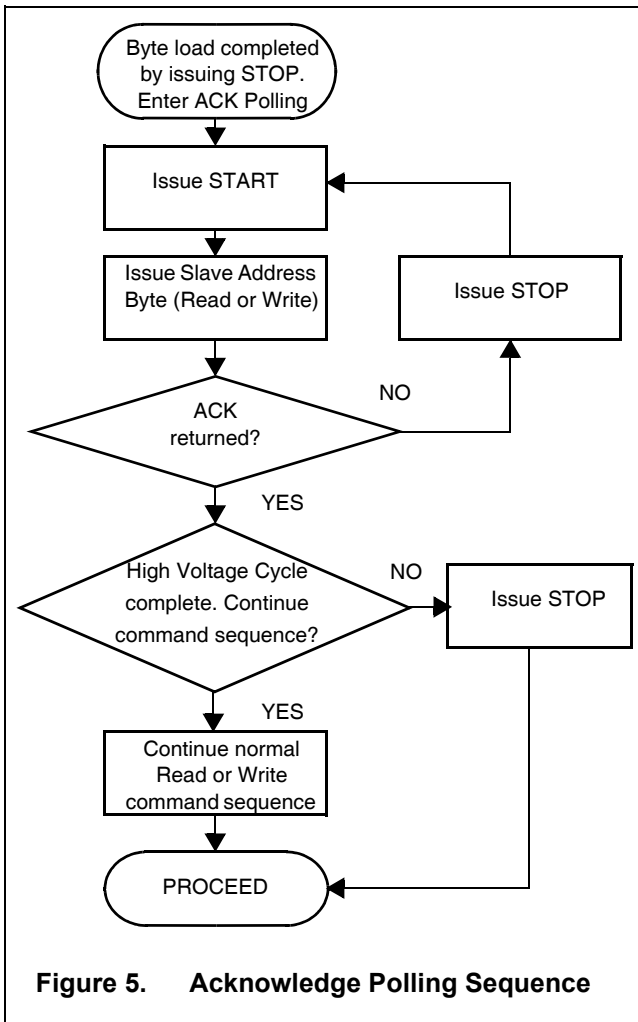 Byte load completed
by issuing STOP.
Enter ACK Polling
Issue START
Issue Slave Address
Byte (Read or Write)
Issue STOP
ACK
returned?
NO
YES
High Voltage Cycle
complete. Continue
command sequence?
NO
Issue STOP
YES
Continue normal
Read or Write
command sequence
PROCEED
Figure 5. Acknowledge Polling Sequence